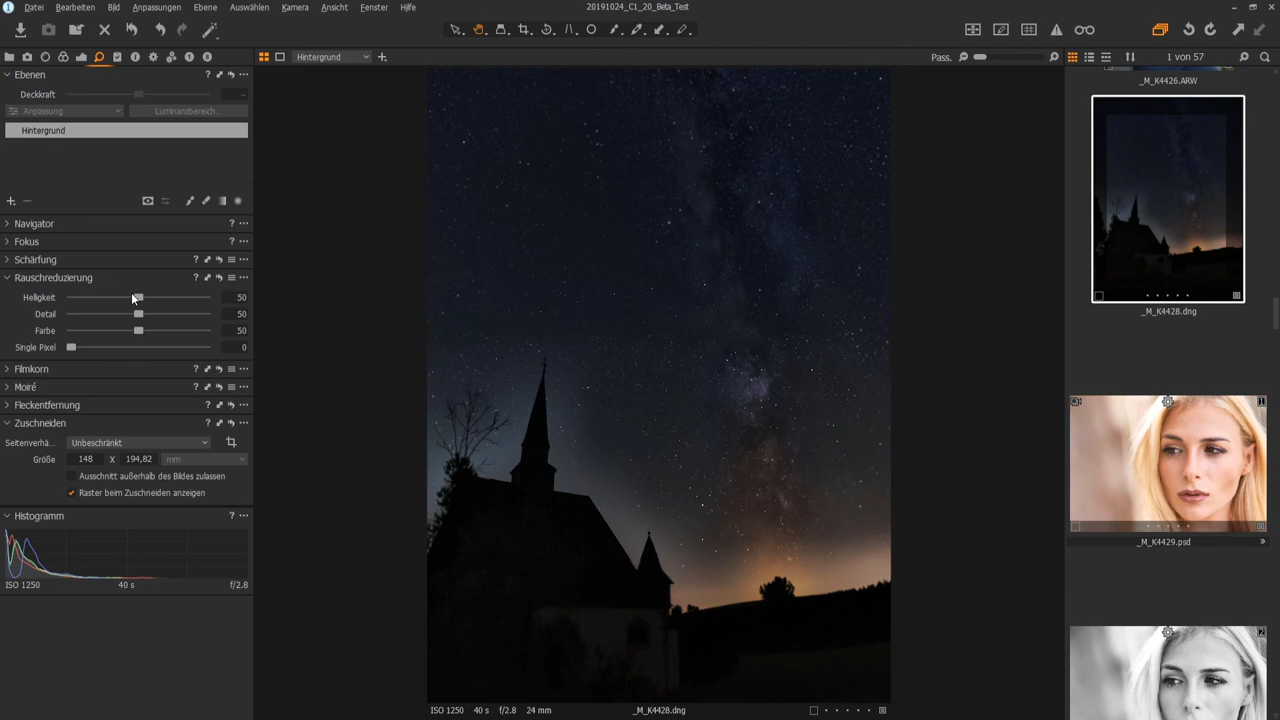 Datei Bearbeiten Bild Anpassungen Auswählen Kamera Ansicht Fenster Hilfe
20191024_C1_20_Beta_Test
Hintergrund
Pass.
1 von 57
Ebenen
Deckkraft
Anpassung
Luminanzbereich...
Hintergrund
Navigator
Fokus
Schärfung
Rauschreduzierung
Helligkeit 50
Detail 50
Farbe 50
Single Pixel 0
Filmkorn
Moiré
Fleckentfernung
Zuschneiden
Seitenverhä... Unbeschränkt
Größe 148 X 194,82 mm
Ausschnitt außerhalb des Bildes zulassen
Raster beim Zuschneiden anzeigen
Histogramm
ISO 1250 40 s f/2.8
ISO 1250 40 s f/2.8 24 mm
_M_K4428.dng
_M_K4426.ARW
_M_K4428.dng
1
_M_K4429.psd
2